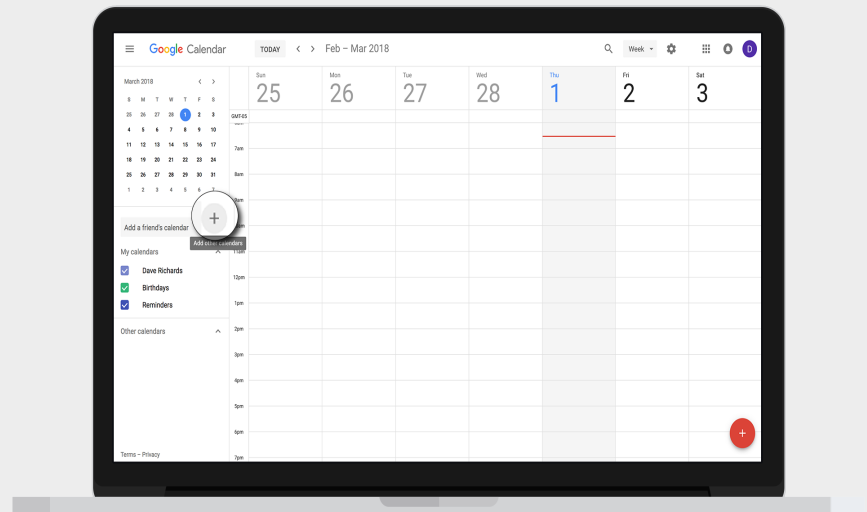 Google Calendar
TODAY
Feb – Mar 2018
Week
D
March 2018
S M T W T F S
25 26 27 28 1 2 3
4 5 6 7 8 9 10
11 12 13 14 15 16 17
18 19 20 21 22 23 24
25 26 27 28 29 30 31
1 2 3 4 5 6 7
Add a friend's calendar
Add other calendars
My calendars
Dave Richards
Birthdays
Reminders
Other calendars
Terms – Privacy
Sun Mon Tue Wed Thu Fri Sat
25 26 27 28 1 2 3
GMT-05
7am
8am
9am
11am
12pm
1pm
2pm
3pm
4pm
5pm
6pm
7pm